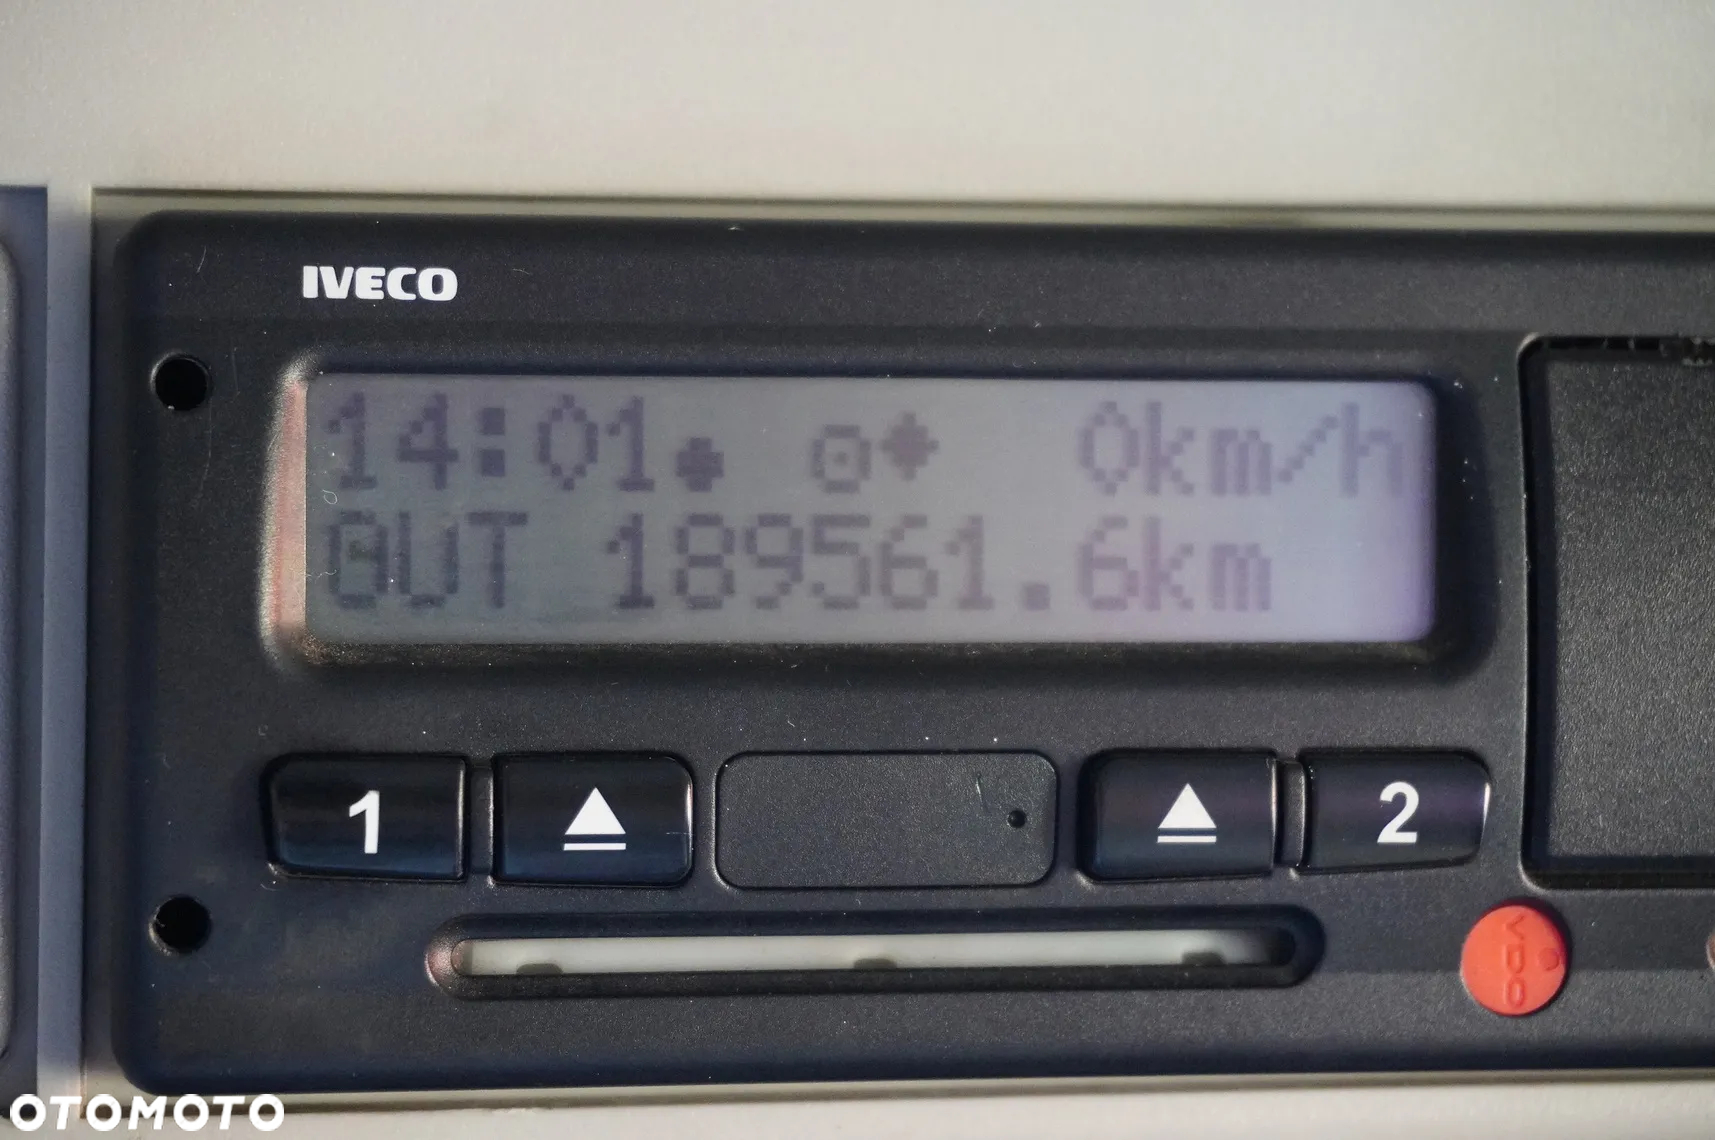 IVECO
14:01 0km/h
OUT 189561.6km
1 2
VDO
OTOMOTO